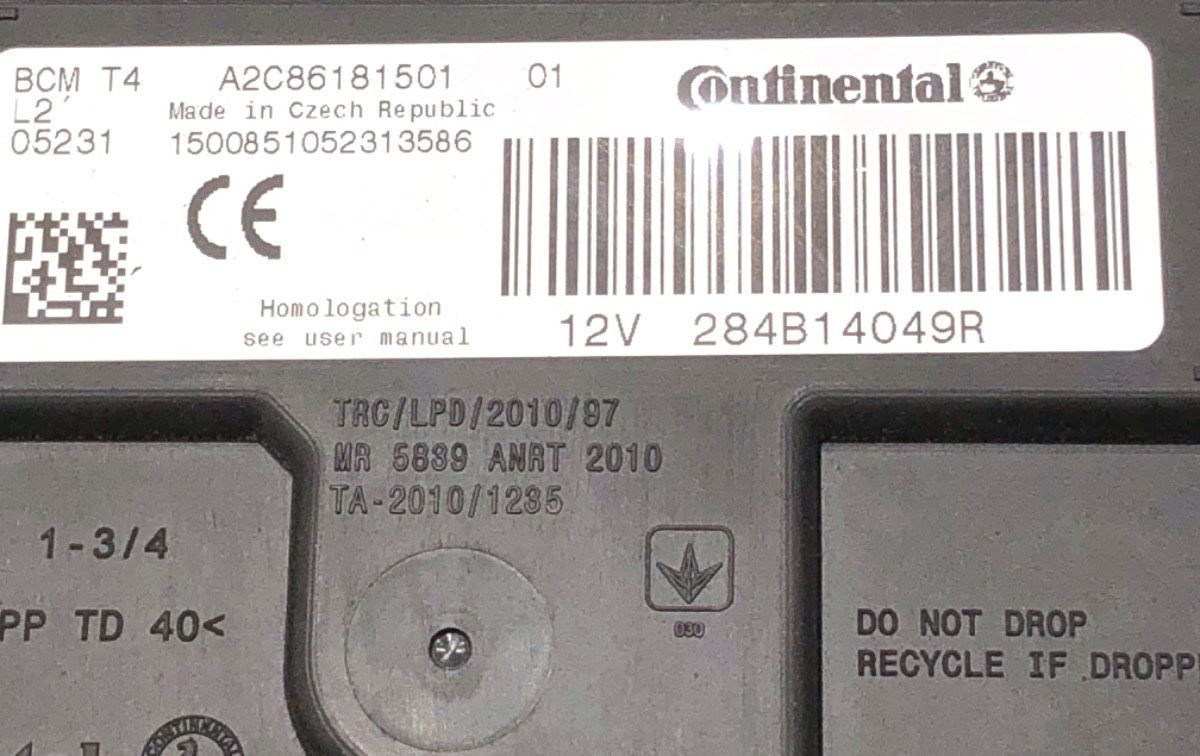 BCM T4 A2C86181501 01 Continental
L2 Made in Czech Republic
05231 1500851052313586
CE
Homologation
see user manual
12V 284B14049R
TRC/LPD/2010/97
MR 5839 ANRT 2010
TA-2010/1235
1-3/4
PP TD 40<
030
DO NOT DROP
RECYCLE IF DROPP
CONTINENTAL